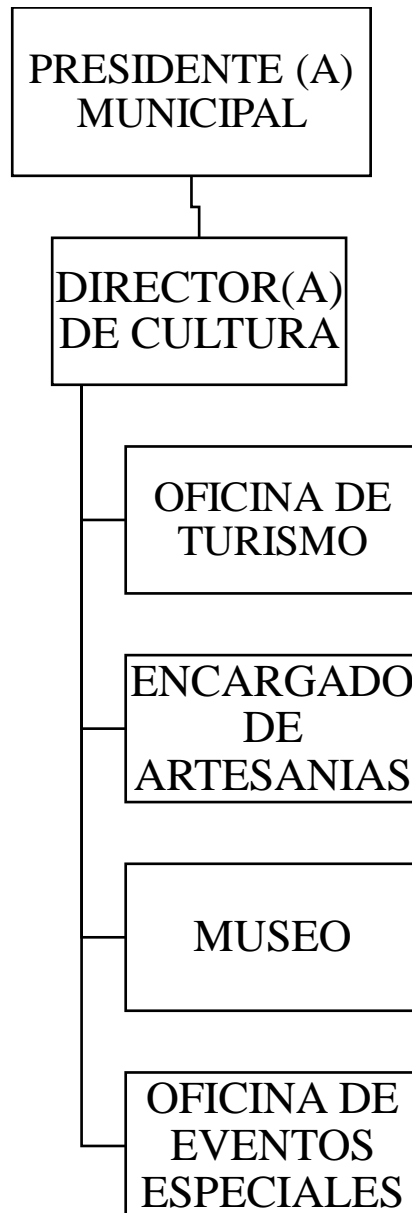 PRESIDENTE (A)
MUNICIPAL
DIRECTOR(A)
DE CULTURA
OFICINA DE
TURISMO
ENCARGADO
DE
ARTESANIAS
MUSEO
OFICINA DE
EVENTOS
ESPECIALES